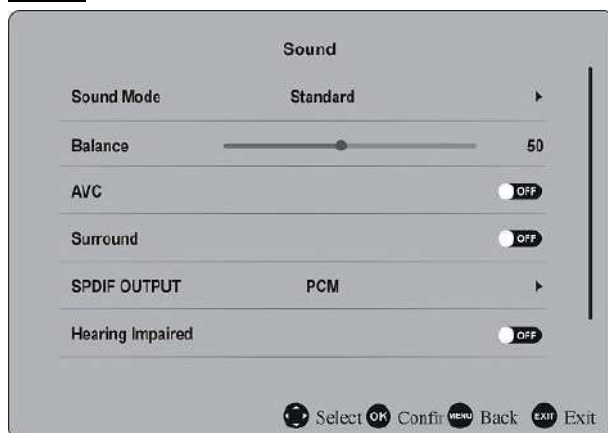 Sound
Sound Mode Standard
Balance 50
AVC OFF
Surround OFF
SPDIF OUTPUT PCM
Hearing Impaired OFF
Select OK Confir MENU Back EXIT Exit